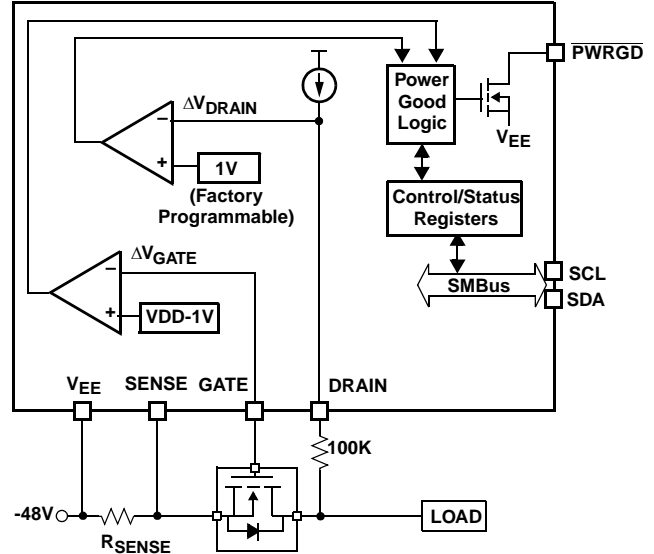 PWRGD
Power
Good
Logic
VEE
ΔVDRAIN
–
+
1V
(Factory
Programmable)
Control/Status
Registers
SMBus
SCL
SDA
ΔVGATE
–
+
VDD-1V
VEE SENSE GATE DRAIN
100K
-48V
RSENSE
LOAD